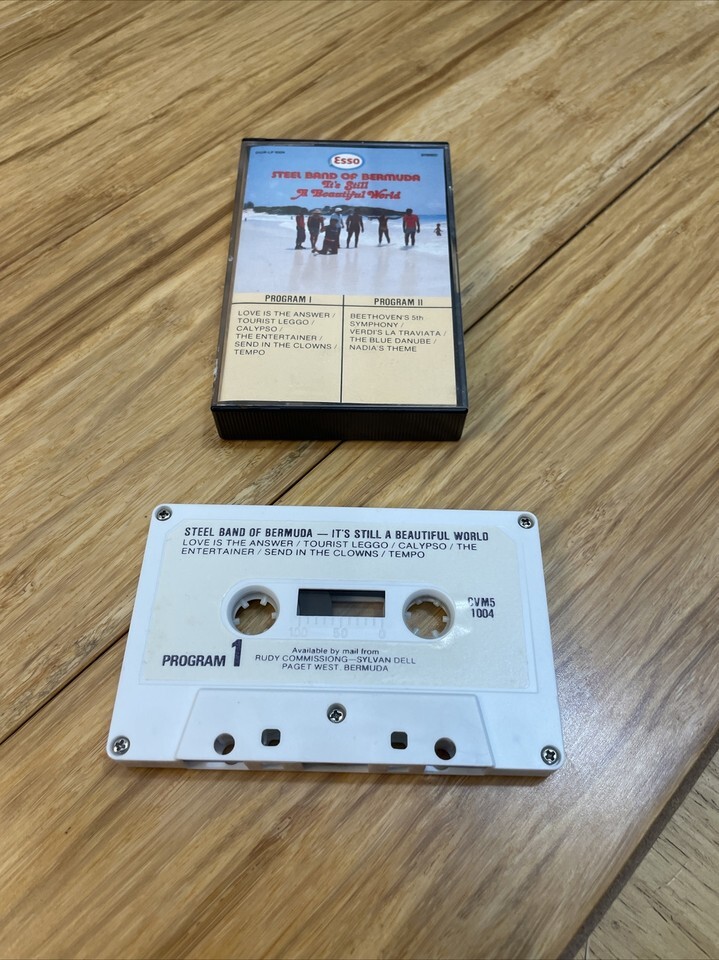 Esso
STEEL BAND OF BERMUDA
It's Still
A Beautiful World
PROGRAM I
LOVE IS THE ANSWER /
TOURIST LEGGO /
CALYPSO /
THE ENTERTAINER /
SEND IN THE CLOWNS /
TEMPO
PROGRAM II
BEETHOVEN'S 5th
SYMPHONY /
VERDI'S LA TRAVIATA /
THE BLUE DANUBE /
NADIA'S THEME
STEEL BAND OF BERMUDA — IT'S STILL A BEAUTIFUL WORLD
LOVE IS THE ANSWER / TOURIST LEGGO / CALYPSO / THE
ENTERTAINER / SEND IN THE CLOWNS / TEMPO
CVM5
1004
100 50 0
PROGRAM 1
Available by mail from
RUDY COMMISSIONG—SYLVAN DELL
PAGET WEST, BERMUDA